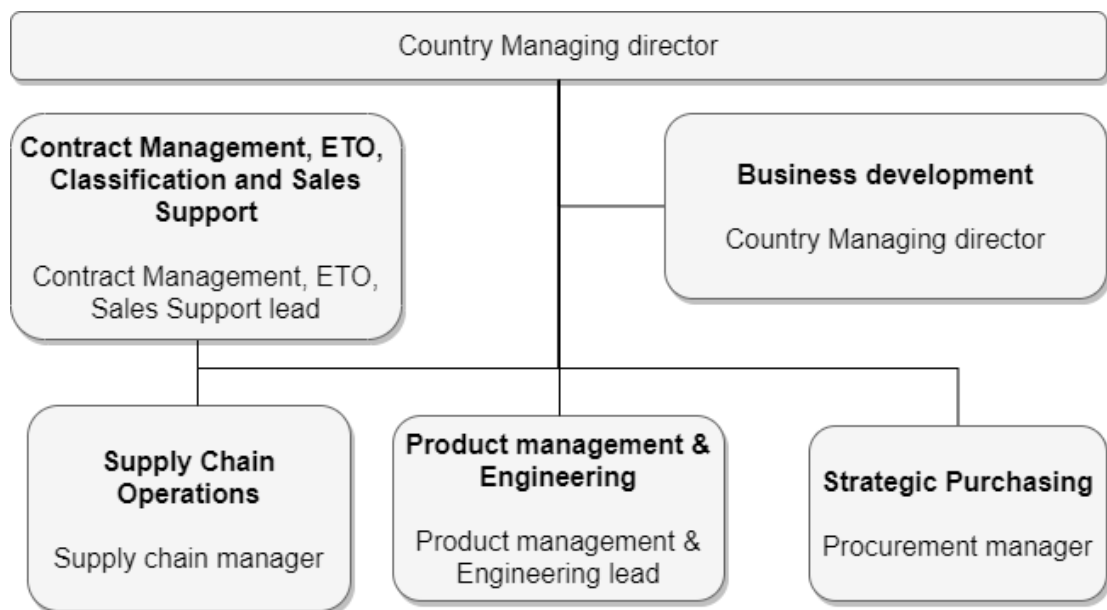 Country Managing director
Contract Management, ETO,
Classification and Sales
Support
Contract Management, ETO,
Sales Support lead
Business development
Country Managing director
Supply Chain
Operations
Supply chain manager
Product management &
Engineering
Product management &
Engineering lead
Strategic Purchasing
Procurement manager